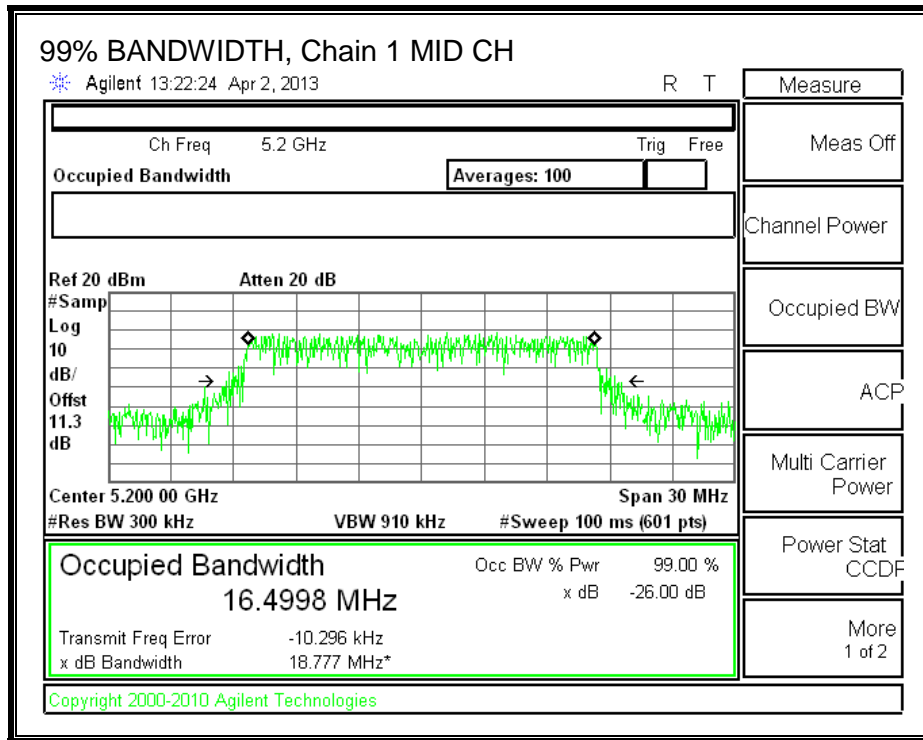 99% BANDWIDTH, Chain 1 MID CH
Agilent 13:22:24 Apr 2, 2013 R T
Measure
Ch Freq 5.2 GHz Trig Free
Meas Off
Occupied Bandwidth Averages: 100
Channel Power
Ref 20 dBm Atten 20 dB
#Samp
Log
10
dB/
Offst
11.3
dB
Occupied BW
ACP
Multi Carrier
Power
Center 5.200 00 GHz Span 30 MHz
#Res BW 300 kHz VBW 910 kHz #Sweep 100 ms (601 pts)
Power Stat
CCDF
Occupied Bandwidth Occ BW % Pwr 99.00 %
16.4998 MHz x dB -26.00 dB
Transmit Freq Error -10.296 kHz
x dB Bandwidth 18.777 MHz*
More
1 of 2
Copyright 2000-2010 Agilent Technologies